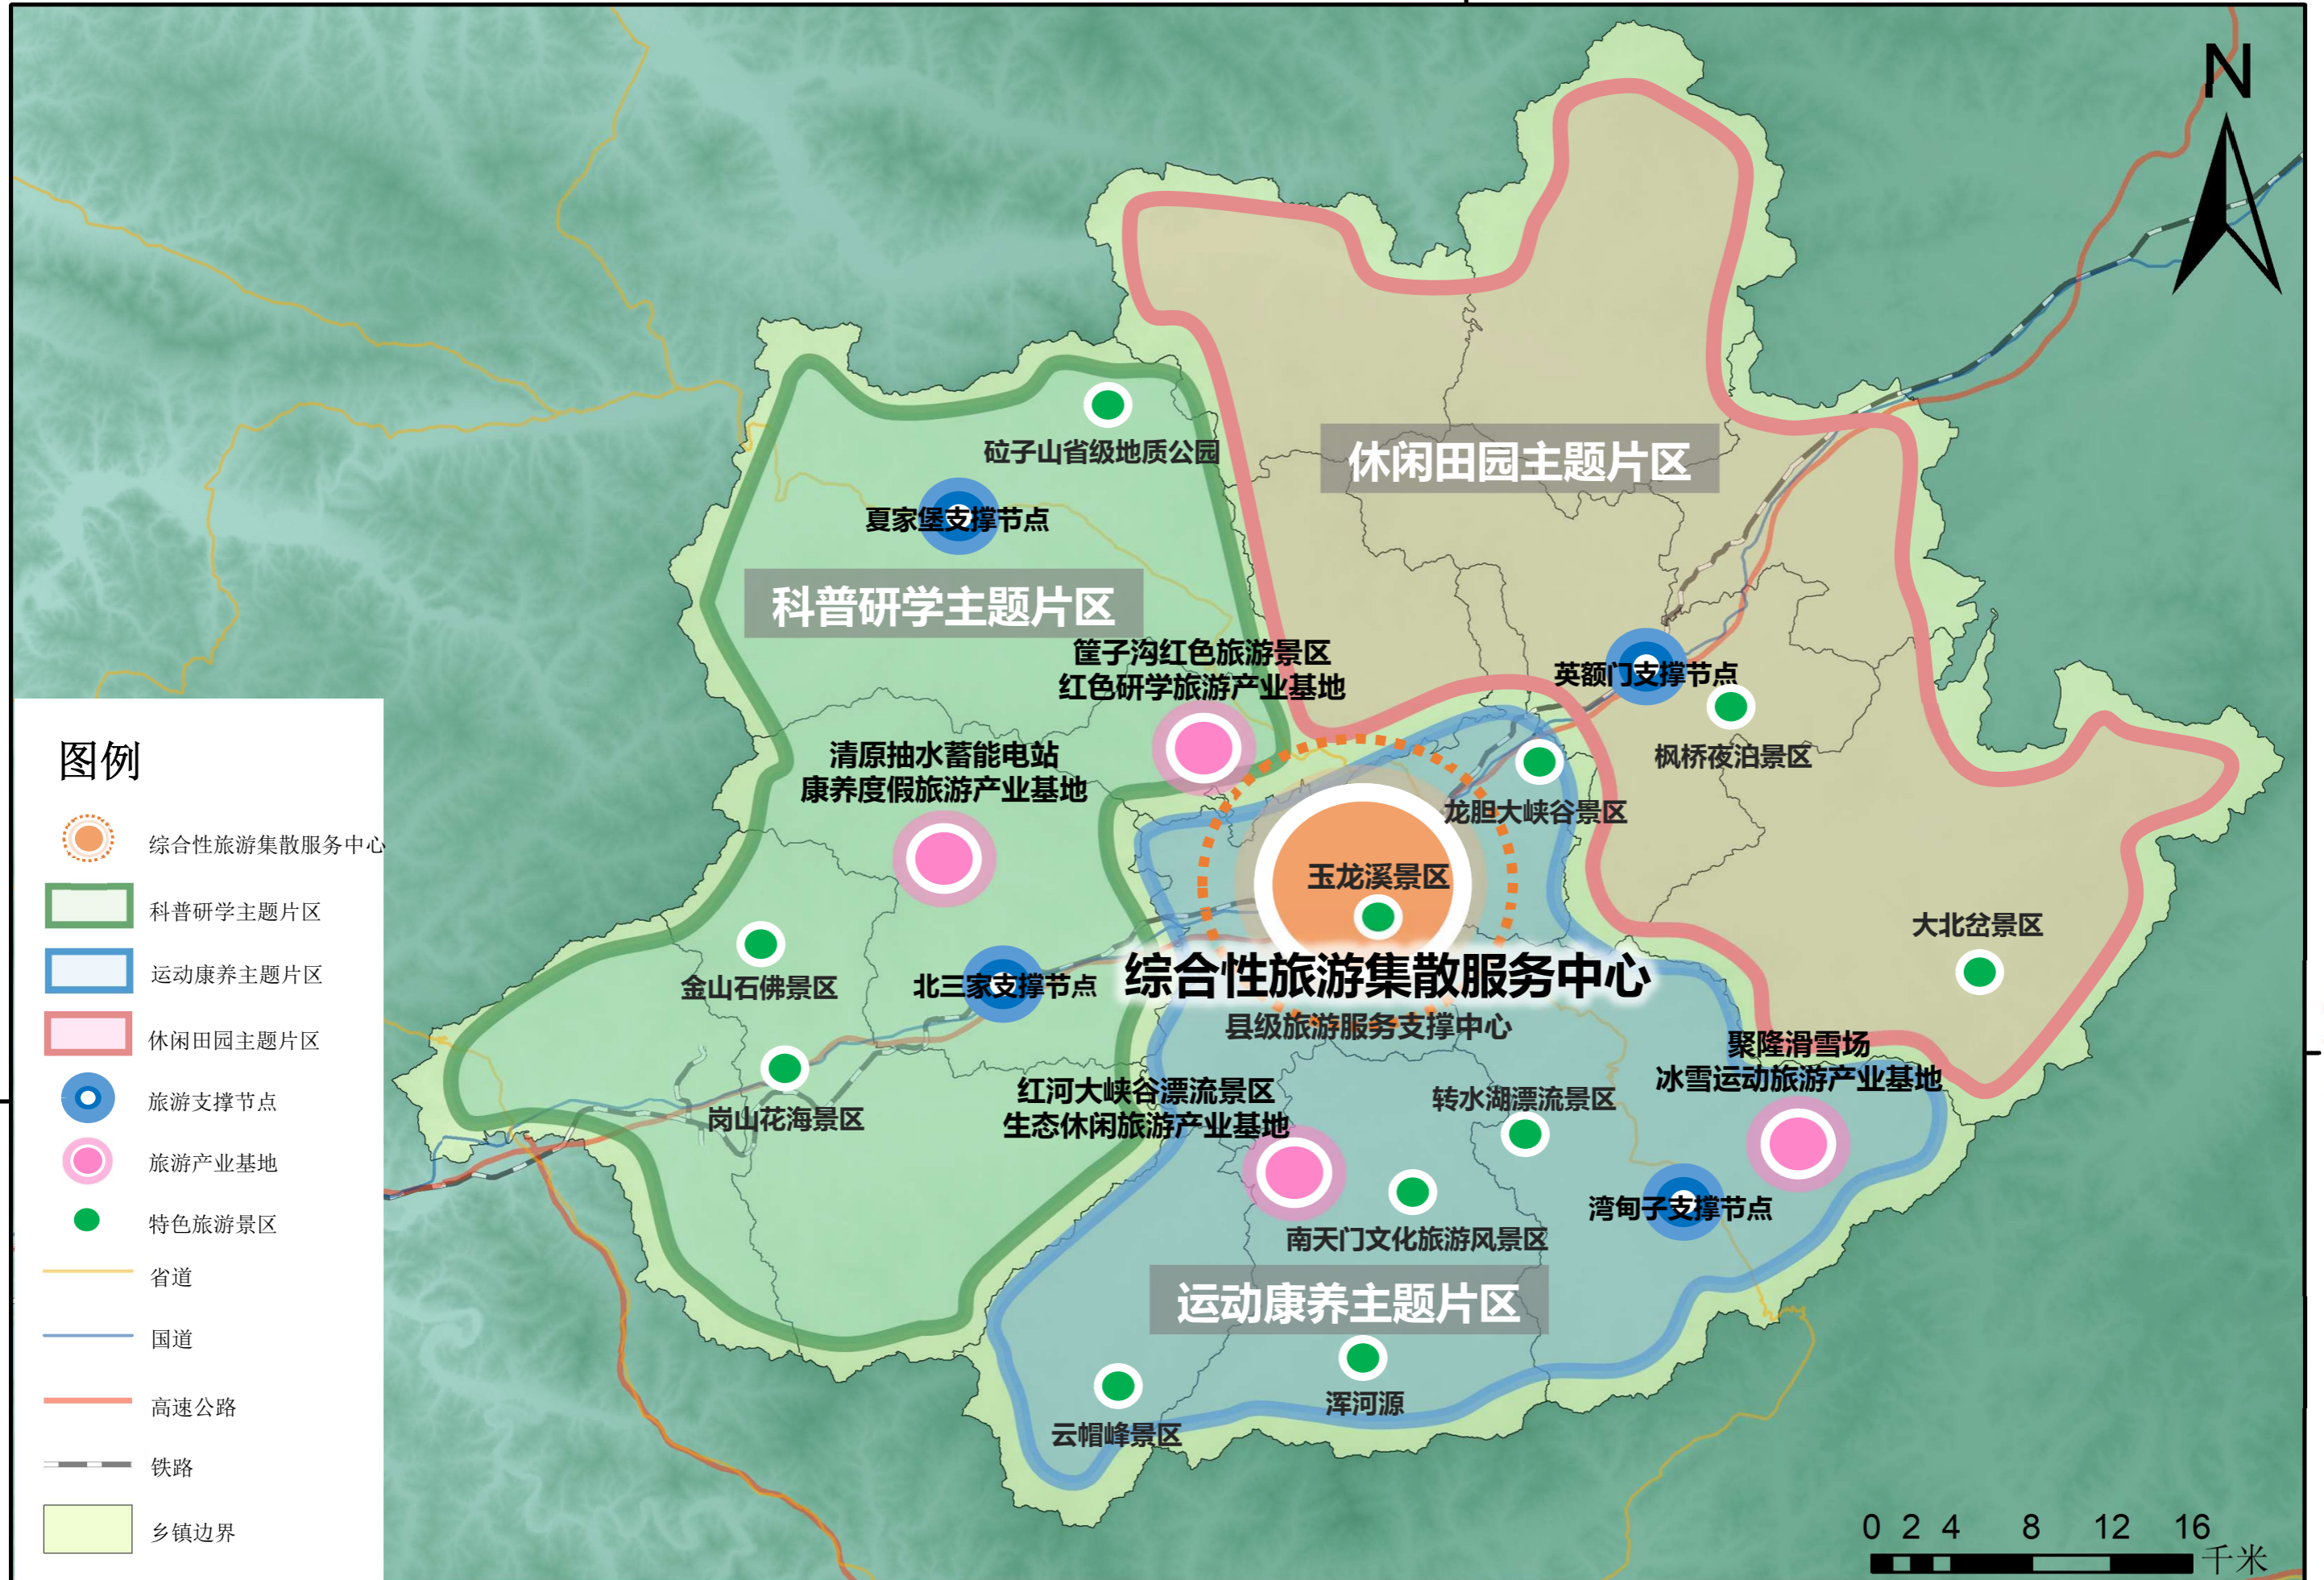 N
砬子山省级地质公园
休闲田园主题片区
夏家堡支撑节点
科普研学主题片区
筐子沟红色旅游景区
红色研学旅游产业基地
英额门支撑节点
枫桥夜泊景区
清原抽水蓄能电站
康养度假旅游产业基地
龙胆大峡谷景区
玉龙溪景区
大北岔景区
金山石佛景区
北三家支撑节点
综合性旅游集散服务中心
县级旅游服务支撑中心
聚隆滑雪场
冰雪运动旅游产业基地
红河大峡谷漂流景区
生态休闲旅游产业基地
转水湖漂流景区
岗山花海景区
湾甸子支撑节点
南天门文化旅游风景区
运动康养主题片区
浑河源
云帽峰景区
图例
综合性旅游集散服务中心
科普研学主题片区
运动康养主题片区
休闲田园主题片区
旅游支撑节点
旅游产业基地
特色旅游景区
省道
国道
高速公路
铁路
乡镇边界
0 2 4 8 12 16
千米